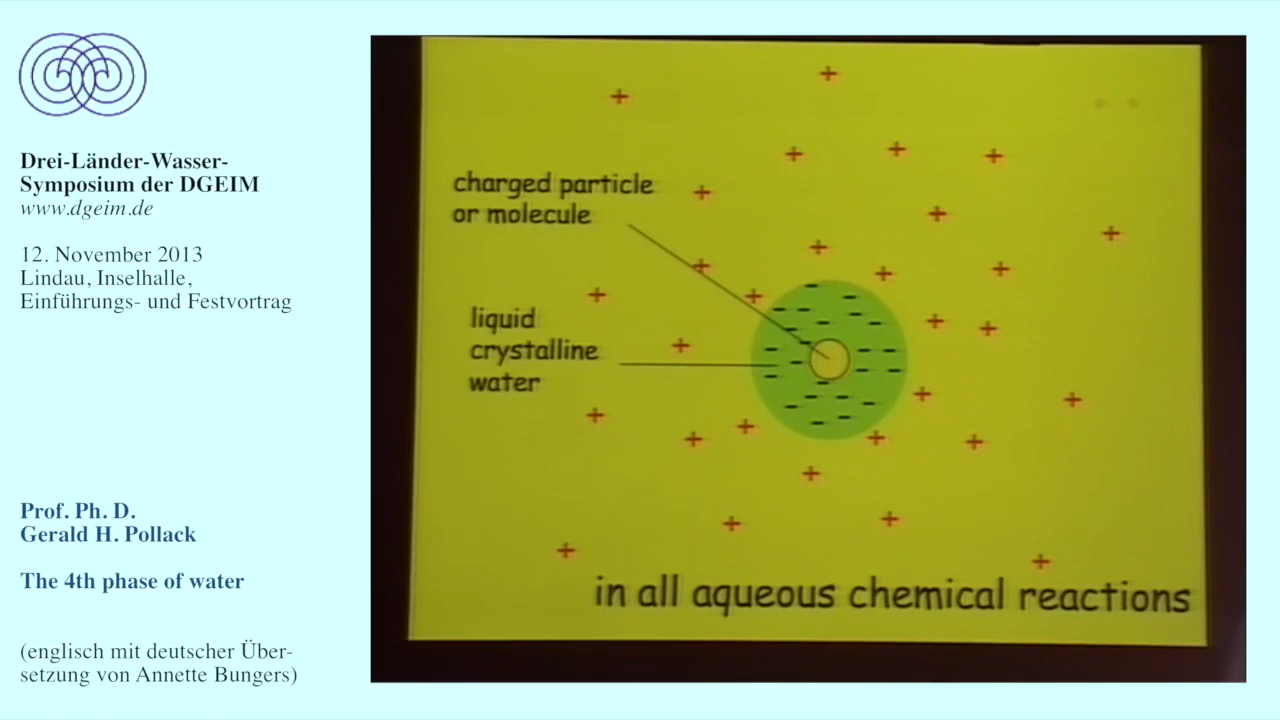 Drei-Länder-Wasser-
Symposium der DGEIM
www.dgeim.de
12. November 2013
Lindau, Inselhalle,
Einführungs- und Festvortrag
Prof. Ph. D.
Gerald H. Pollack
The 4th phase of water
(englisch mit deutscher Über-
setzung von Annette Bungers)
charged particle
or molecule
liquid
crystalline
water
in all aqueous chemical reactions